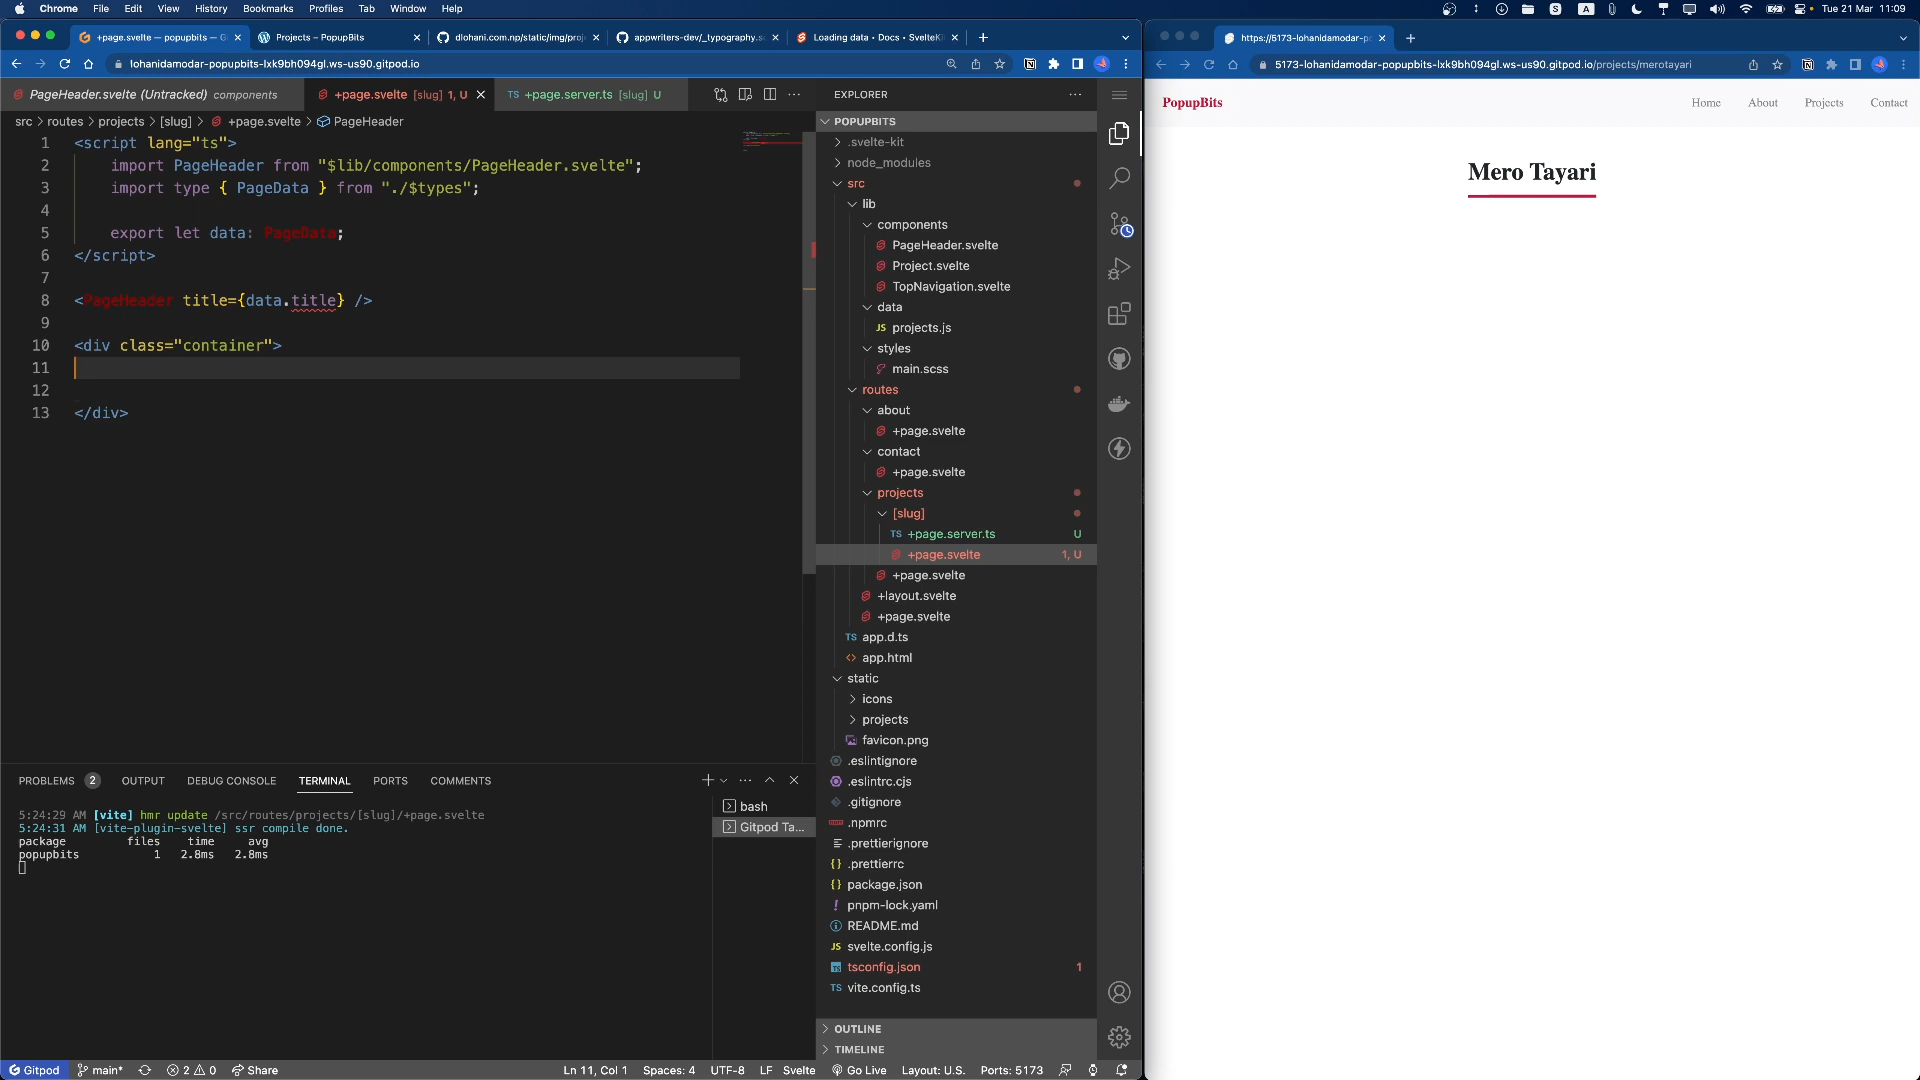 Chrome File Edit View History Bookmarks Profiles Tab Window Help Tue 21 Mar 11:09
+page.svelte — popupbits — G
Projects – PopupBits
dlohani.com.np/static/img/proj
appwriters-dev/_typography.sc
Loading data • Docs • SvelteKi
lohanidamodar-popupbits-lxk9bh094gl.ws-us90.gitpod.io
PageHeader.svelte (Untracked) components
+page.svelte [slug] 1, U
TS +page.server.ts [slug] U
src > routes > projects > [slug] > +page.svelte > PageHeader
1 <script lang="ts">
2 import PageHeader from "$lib/components/PageHeader.svelte";
3 import type { PageData } from "./$types";
4
5 export let data: PageData;
6 </script>
7
8 <PageHeader title={data.title} />
9
10 <div class="container">
11
12
13 </div>
PROBLEMS 2 OUTPUT DEBUG CONSOLE TERMINAL PORTS COMMENTS
5:24:29 AM [vite] hmr update /src/routes/projects/[slug]/+page.svelte
5:24:31 AM [vite-plugin-svelte] ssr compile done.
package files time avg
popupbits 1 2.8ms 2.8ms
bash
Gitpod Ta...
EXPLORER
POPUPBITS
.svelte-kit
node_modules
src
lib
components
PageHeader.svelte
Project.svelte
TopNavigation.svelte
data
JS projects.js
styles
main.scss
routes
about
+page.svelte
contact
+page.svelte
projects
[slug]
TS +page.server.ts U
+page.svelte 1, U
+page.svelte
+layout.svelte
+page.svelte
TS app.d.ts
<> app.html
static
icons
projects
favicon.png
.eslintignore
.eslintrc.cjs
.gitignore
.npmrc
.prettierignore
{} .prettierrc
{} package.json
! pnpm-lock.yaml
README.md
JS svelte.config.js
TS tsconfig.json 1
TS vite.config.ts
OUTLINE
TIMELINE
Gitpod main* 2 0 Share Ln 11, Col 1 Spaces: 4 UTF-8 LF Svelte Go Live Layout: U.S. Ports: 5173
https://5173-lohanidamodar-po
5173-lohanidamodar-popupbits-lxk9bh094gl.ws-us90.gitpod.io/projects/merotayari
PopupBits Home About Projects Contact
Mero Tayari